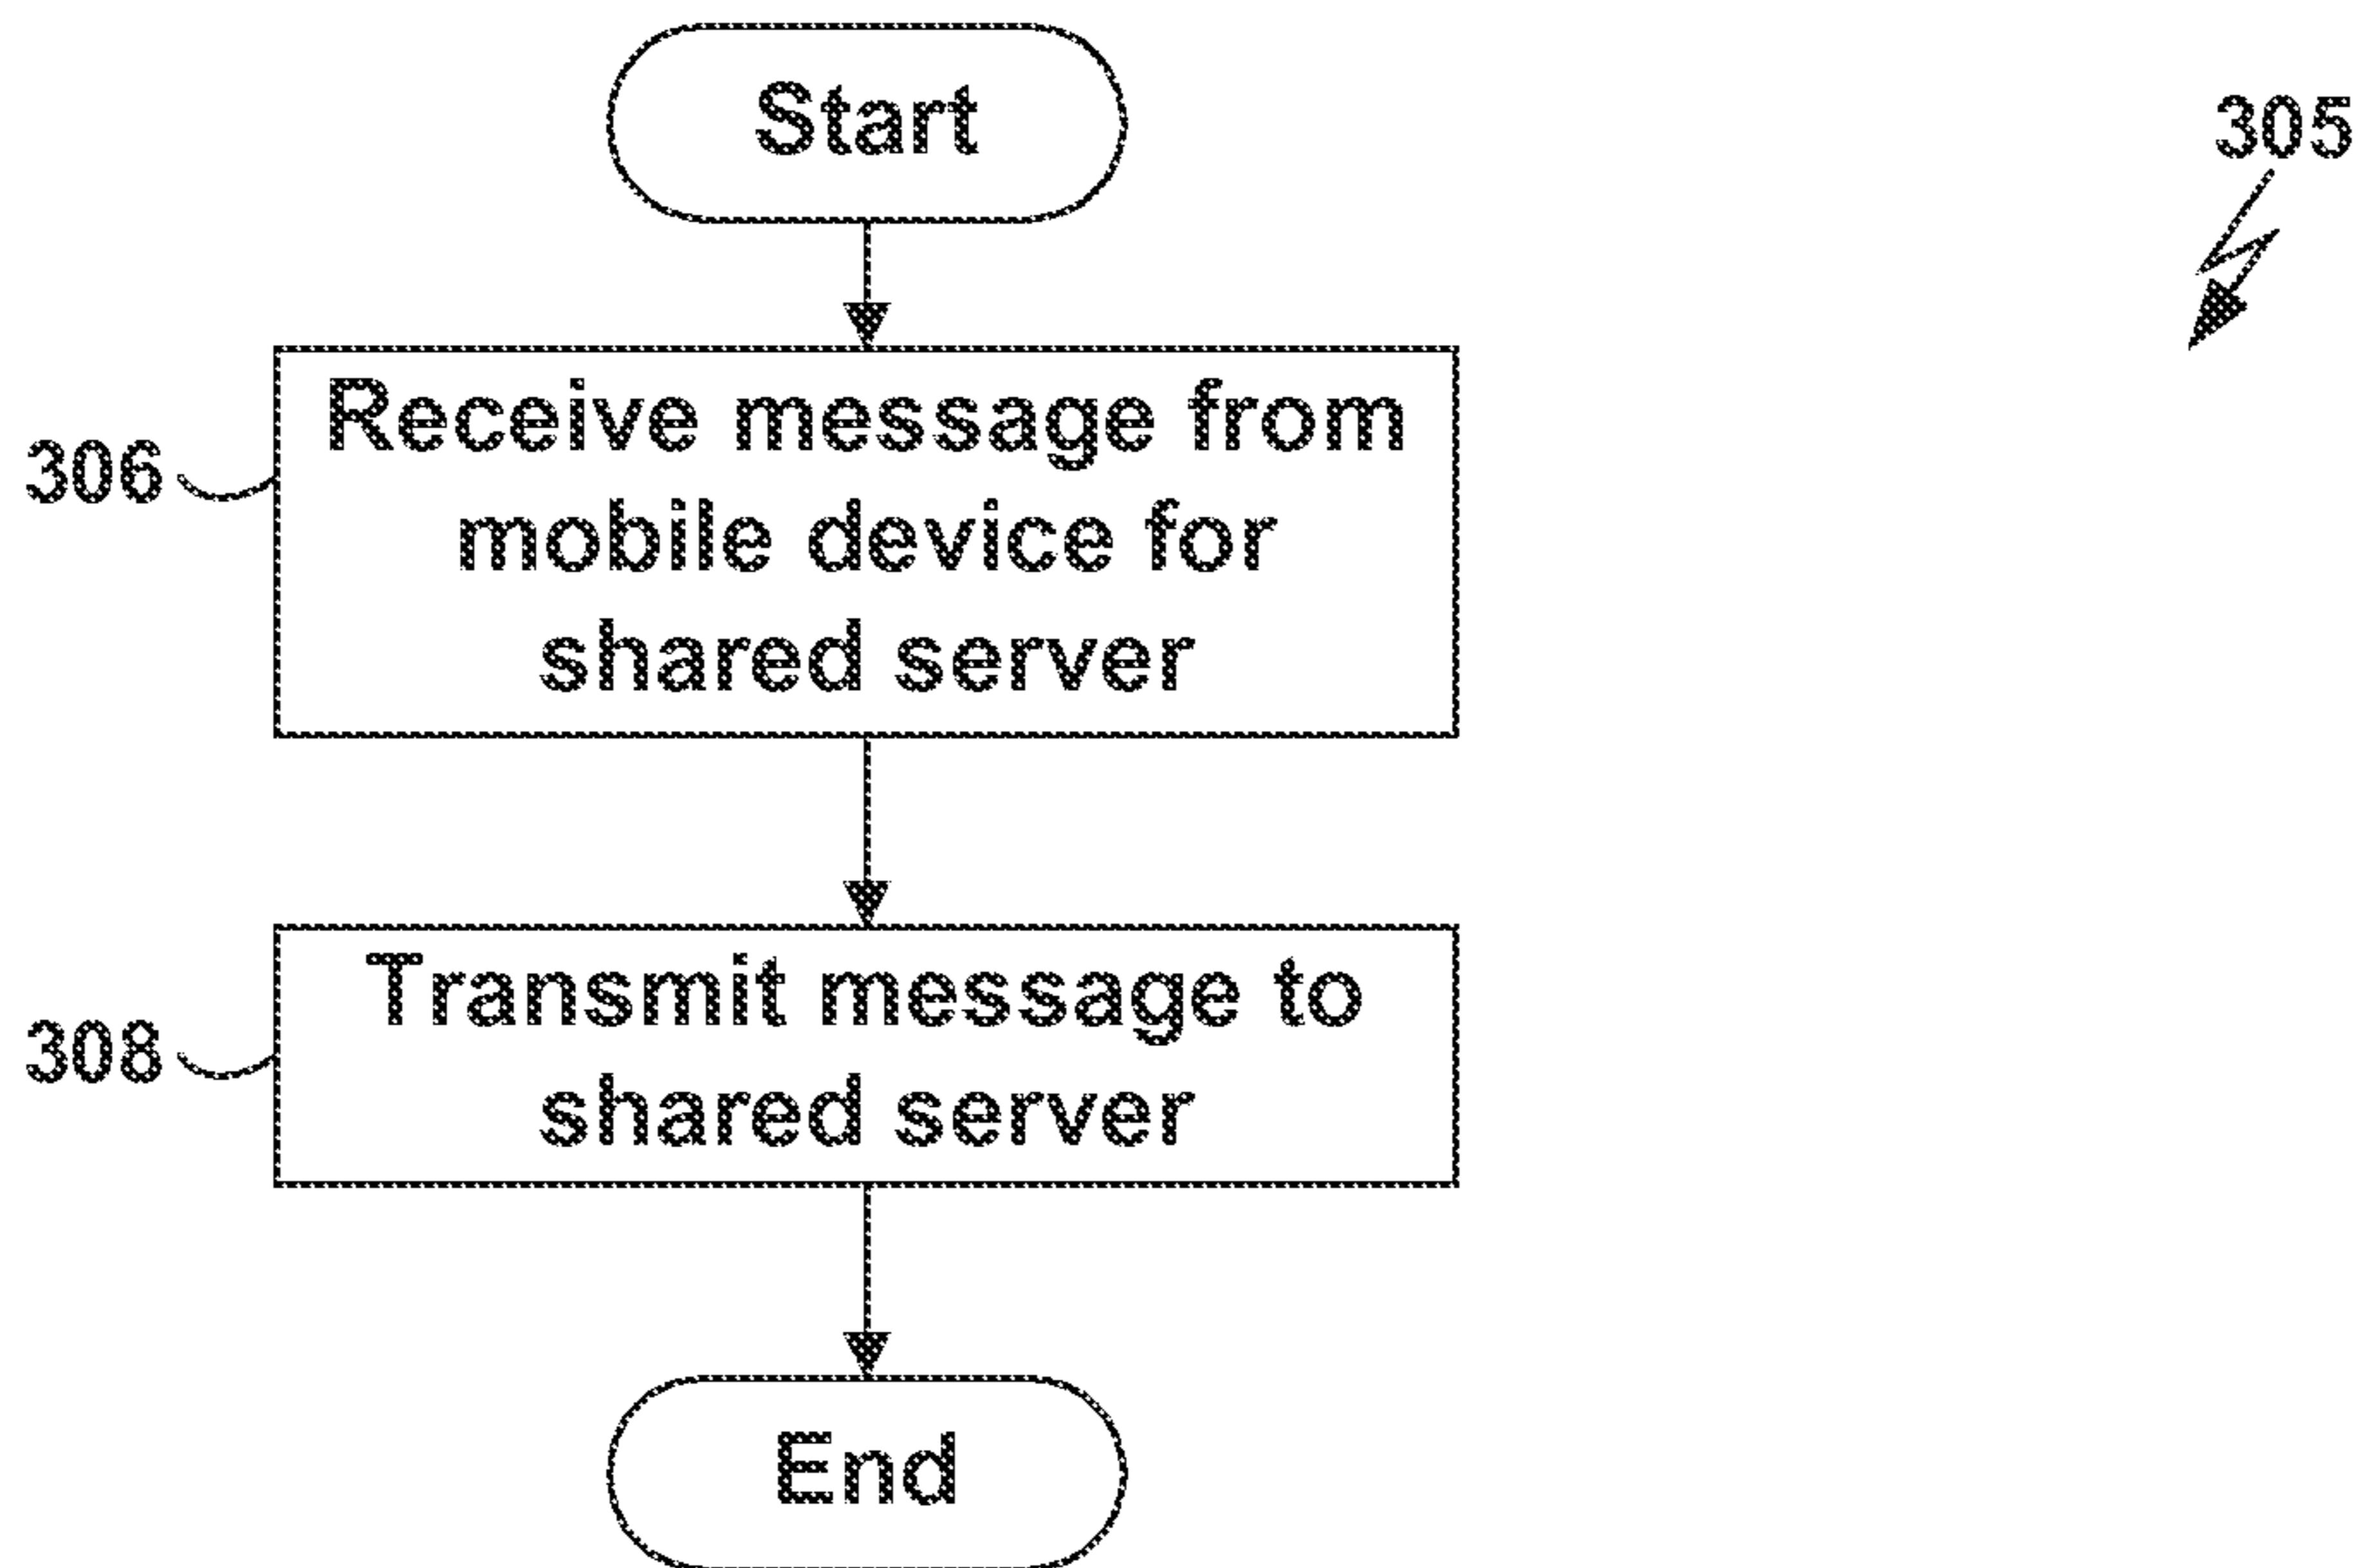 Start
305
Receive message from
mobile device for
shared server
306
Transmit message to
shared server
308
End